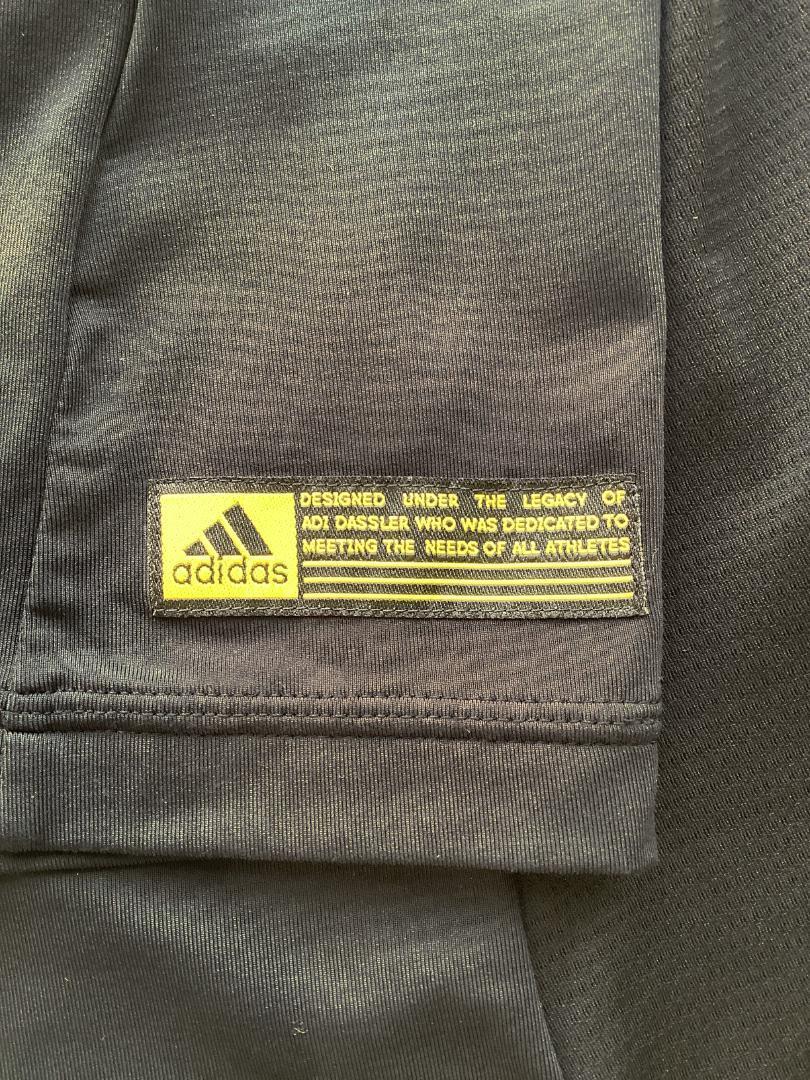 DESIGNED UNDER THE LEGACY OF
ADI DASSLER WHO WAS DEDICATED TO
MEETING THE NEEDS OF ALL ATHLETES
adidas